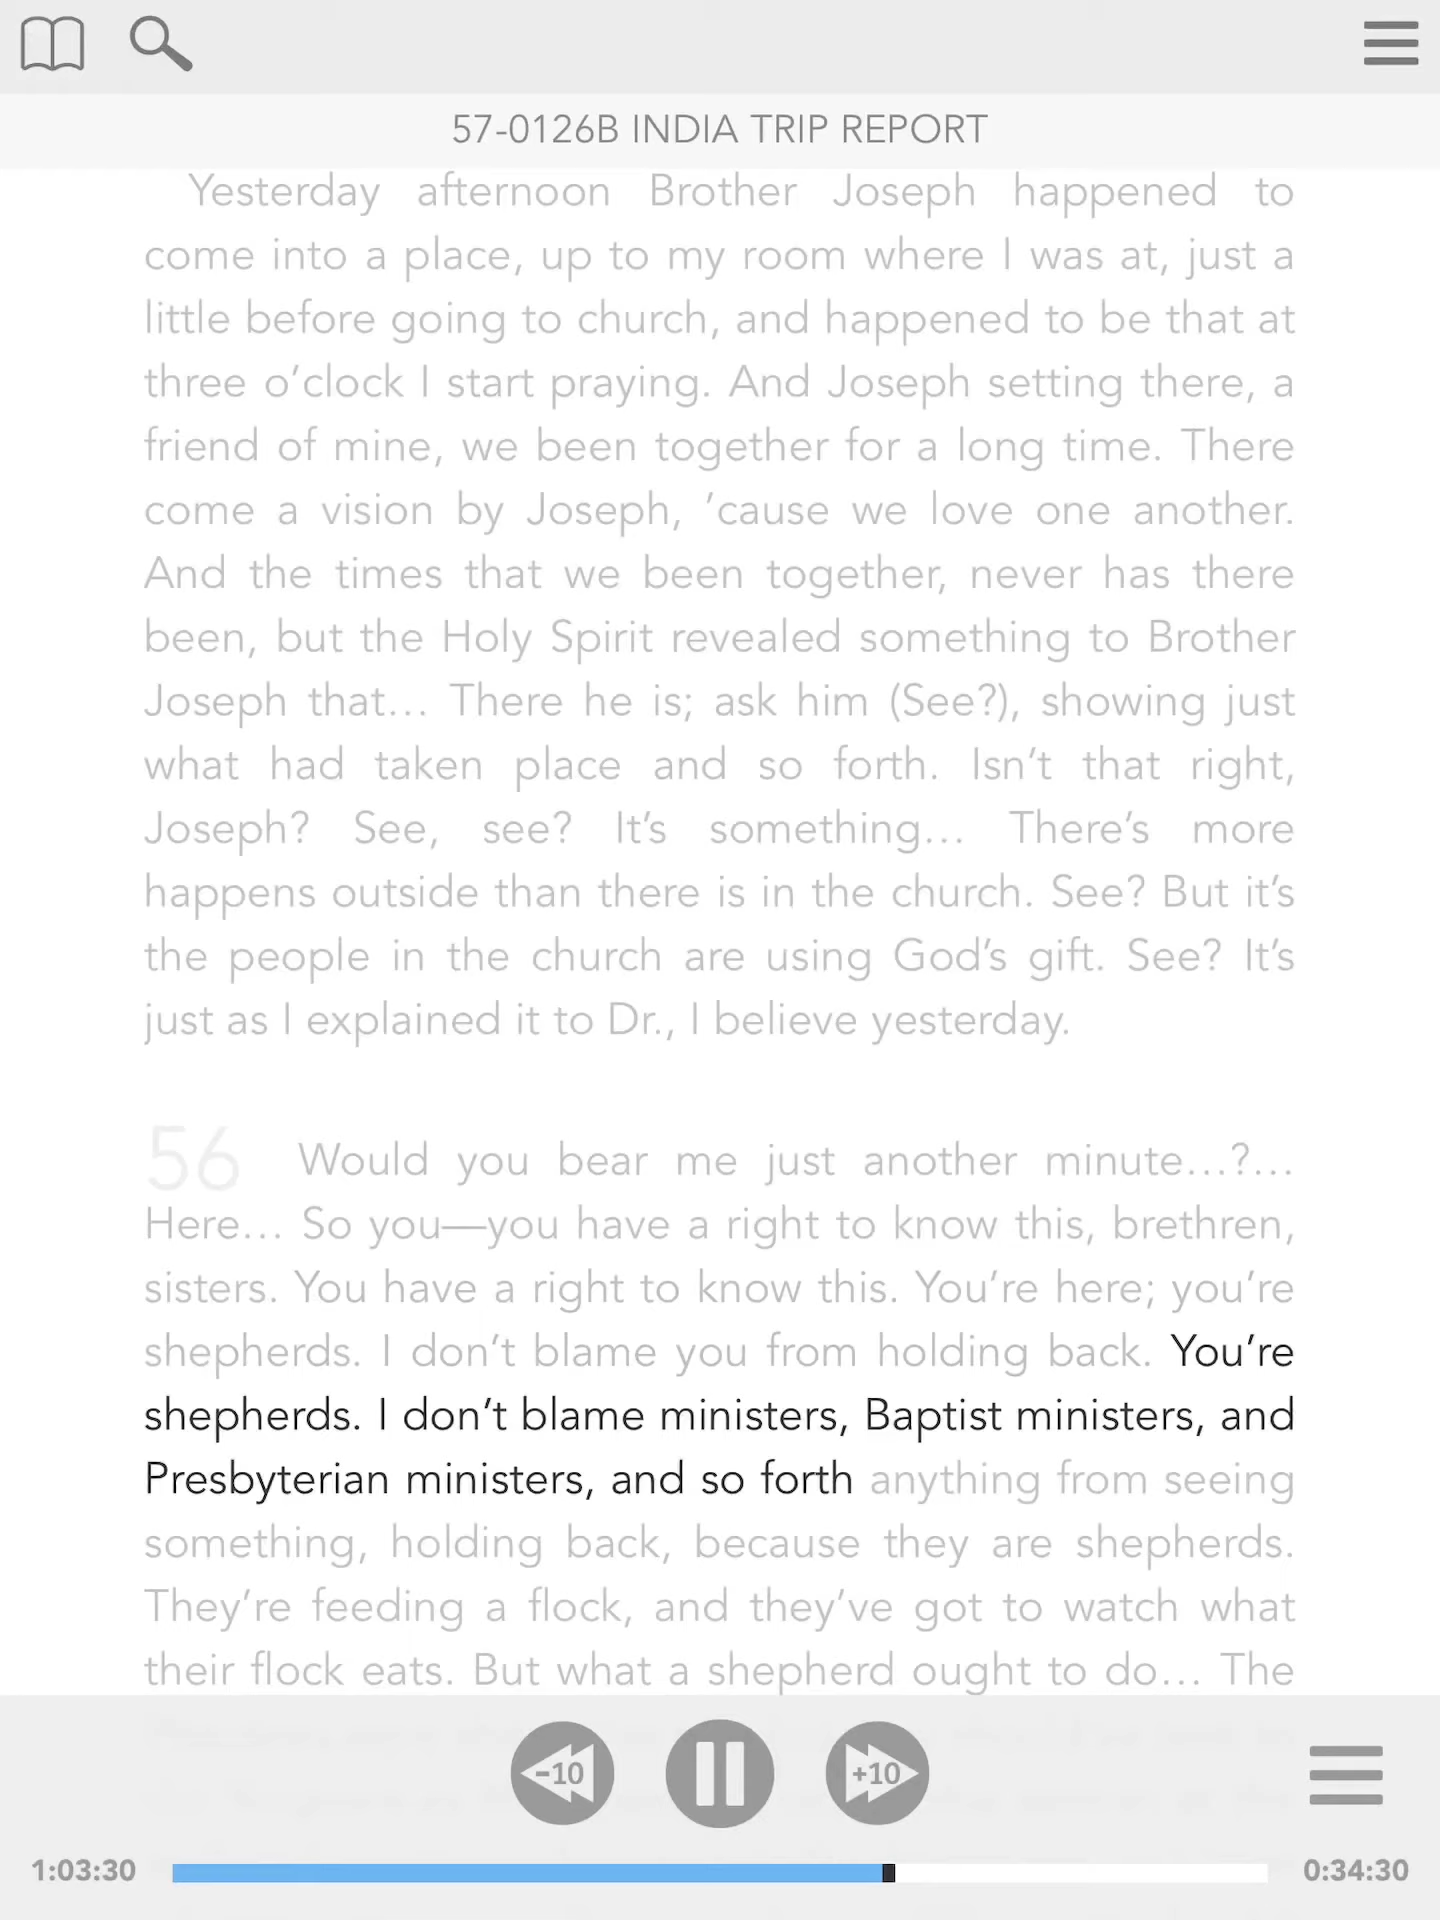 57-0126B INDIA TRIP REPORT
Yesterday afternoon Brother Joseph happened to
come into a place, up to my room where I was at, just a
little before going to church, and happened to be that at
three o’clock I start praying. And Joseph setting there, a
friend of mine, we been together for a long time. There
come a vision by Joseph, ’cause we love one another.
And the times that we been together, never has there
been, but the Holy Spirit revealed something to Brother
Joseph that… There he is; ask him (See?), showing just
what had taken place and so forth. Isn’t that right,
Joseph? See, see? It’s something… There’s more
happens outside than there is in the church. See? But it’s
the people in the church are using God’s gift. See? It’s
just as I explained it to Dr., I believe yesterday.
56 Would you bear me just another minute…?…
Here… So you—you have a right to know this, brethren,
sisters. You have a right to know this. You’re here; you’re
shepherds. I don’t blame you from holding back. You’re
shepherds. I don’t blame ministers, Baptist ministers, and
Presbyterian ministers, and so forth anything from seeing
something, holding back, because they are shepherds.
They’re feeding a flock, and they’ve got to watch what
their flock eats. But what a shepherd ought to do… The
-10 +10
1:03:30 0:34:30